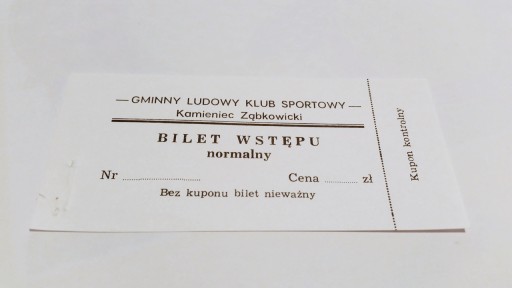 — GMINNY LUDOWY KLUB SPORTOWY —
Kamieniec Ząbkowicki
BILET WSTĘPU
normalny
Nr .................... Cena ......... zł
Bez kuponu bilet nieważny
Kupon kontrolny